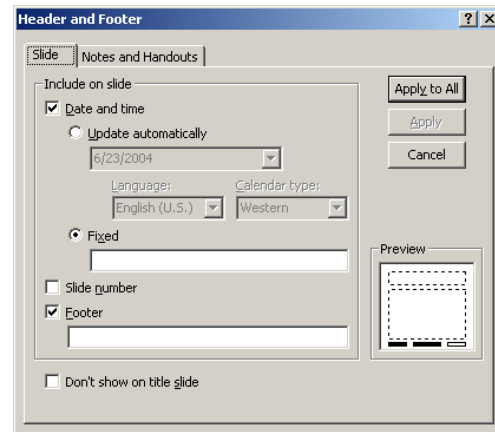 Header and Footer
Slide
Notes and Handouts
Include on slide
Date and time
Update automatically
6/23/2004
Language:
Calendar type:
English (U.S.)
Western
Fixed
Slide number
Footer
Don't show on title slide
Apply to All
Apply
Cancel
Preview